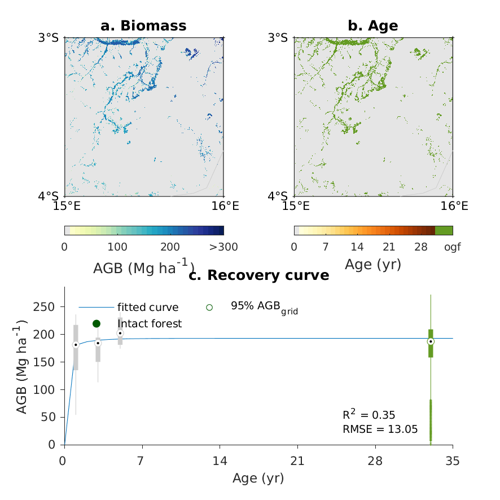 a. Biomass
b. Age
3°S
3°S
4°S
4°S
15°E 16°E
15°E 16°E
0 100 200 >300
0 7 14 21 28 ogf
AGB (Mg ha⁻¹)
Age (yr)
c. Recovery curve
fitted curve
95% AGB_grid
Intact forest
250
200
150
100
50
0
AGB (Mg ha⁻¹)
R² = 0.35
RMSE = 13.05
0 7 14 21 28 35
Age (yr)